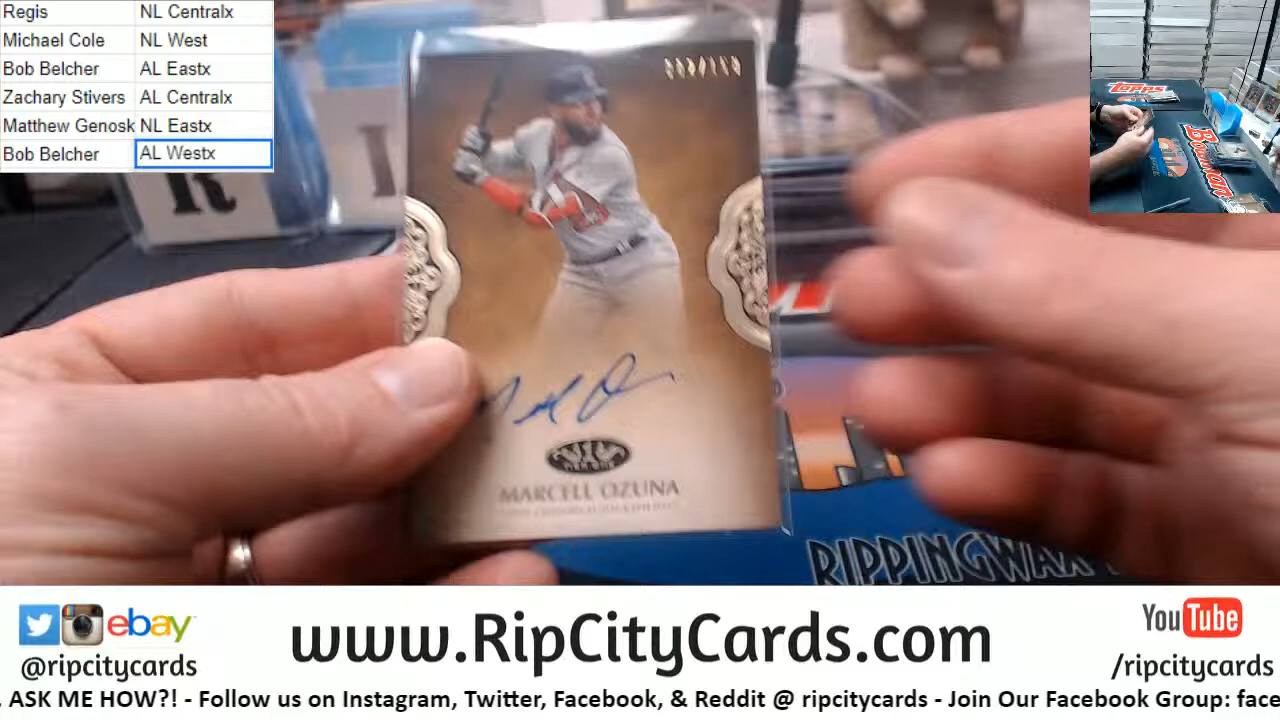 Regis NL Centralx
Michael Cole NL West
Bob Belcher AL Eastx
Zachary Stivers AL Centralx
Matthew Genosk NL Eastx
Bob Belcher AL Westx
topps
Bowman
MARCELL OZUNA
RIPPINGWAX
ebay
@ripcitycards
www.RipCityCards.com
YouTube
/ripcitycards
ASK ME HOW?! - Follow us on Instagram, Twitter, Facebook, & Reddit @ ripcitycards - Join Our Facebook Group: face